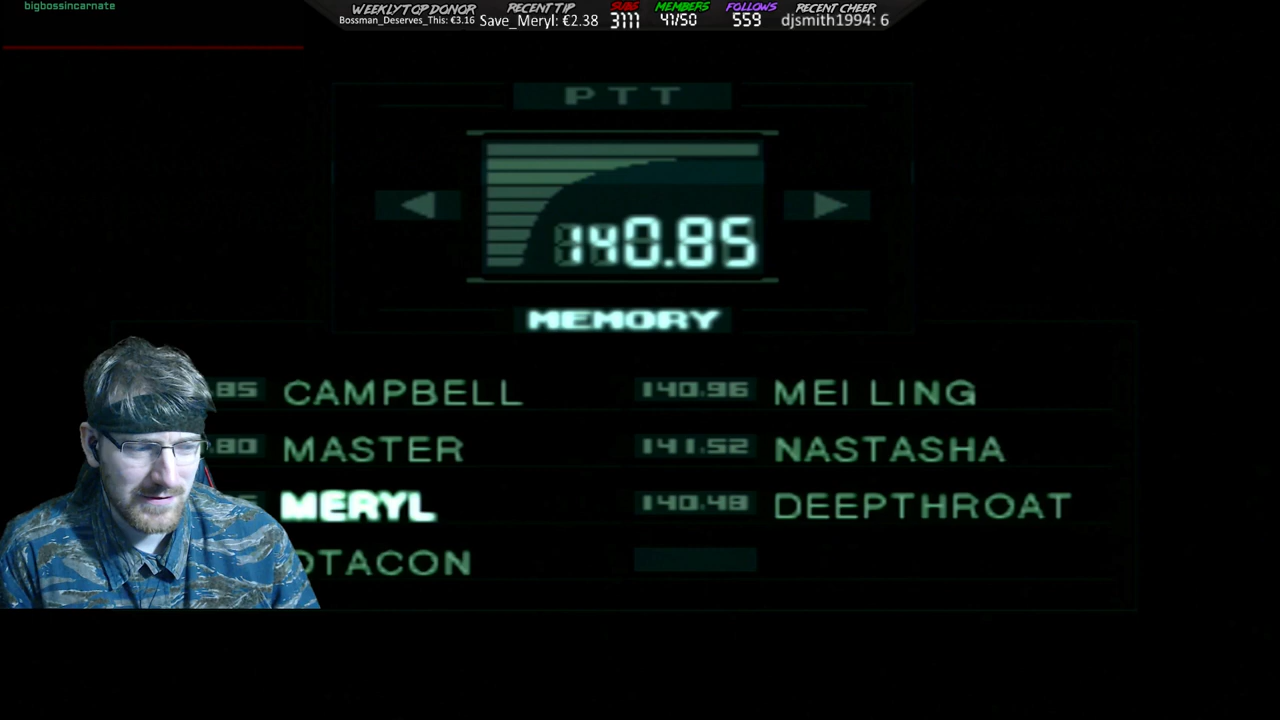 bigbossincarnate
WEEKLY TOP DONOR
Bossman_Deserves_This: €3.16
RECENT TIP
Save_Meryl: €2.38
SUBS
3111
MEMBERS
41/50
FOLLOWS
559
RECENT CHEER
djsmith1994: 6
PTT
140.85
MEMORY
.85 CAMPBELL 140.96 MEI LING
.80 MASTER 141.52 NASTASHA
MERYL 140.48 DEEPTHROAT
OTACON